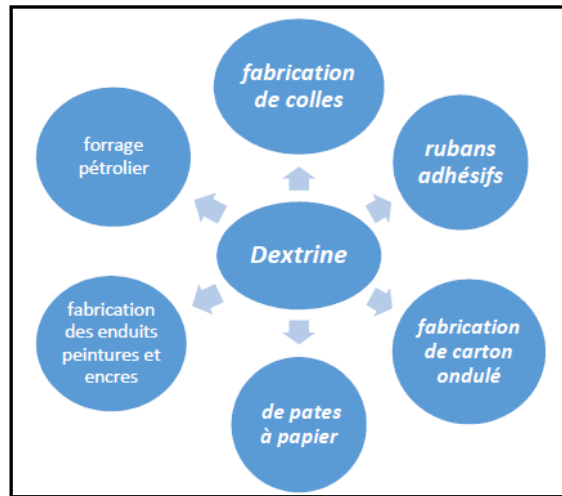 fabrication
de colles
rubans
adhésifs
fabrication
de carton
ondulé
de pates
à papier
fabrication
des enduits
peintures et
encres
forrage
pétrolier
Dextrine